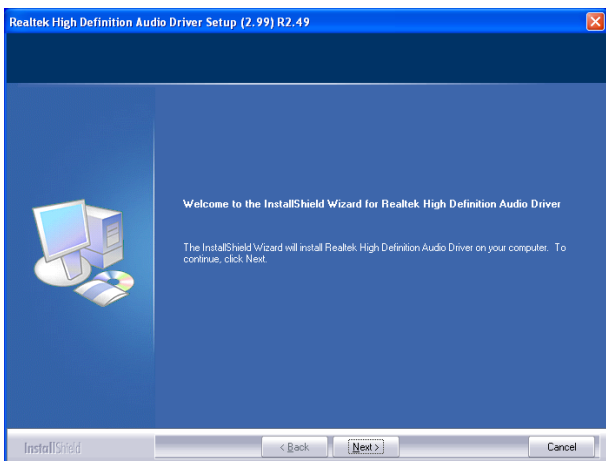 Realtek High Definition Audio Driver Setup (2.99) R2.49
Welcome to the InstallShield Wizard for Realtek High Definition Audio Driver
The InstallShield Wizard will install Realtek High Definition Audio Driver on your computer. To
continue, click Next.
InstallShield
< Back
Next >
Cancel